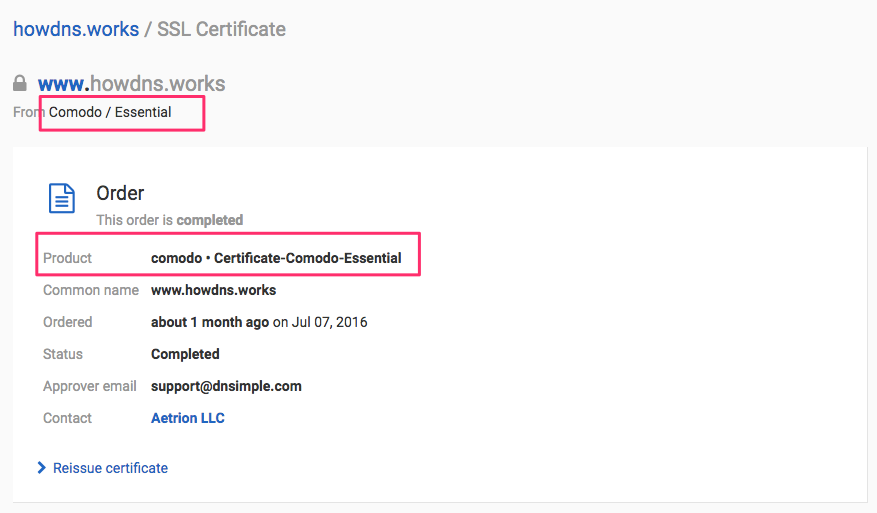 howdns.works / SSL Certificate
www.howdns.works
From Comodo / Essential
Order
This order is completed
Product comodo • Certificate-Comodo-Essential
Common name www.howdns.works
Ordered about 1 month ago on Jul 07, 2016
Status Completed
Approver email support@dnsimple.com
Contact Aetrion LLC
Reissue certificate